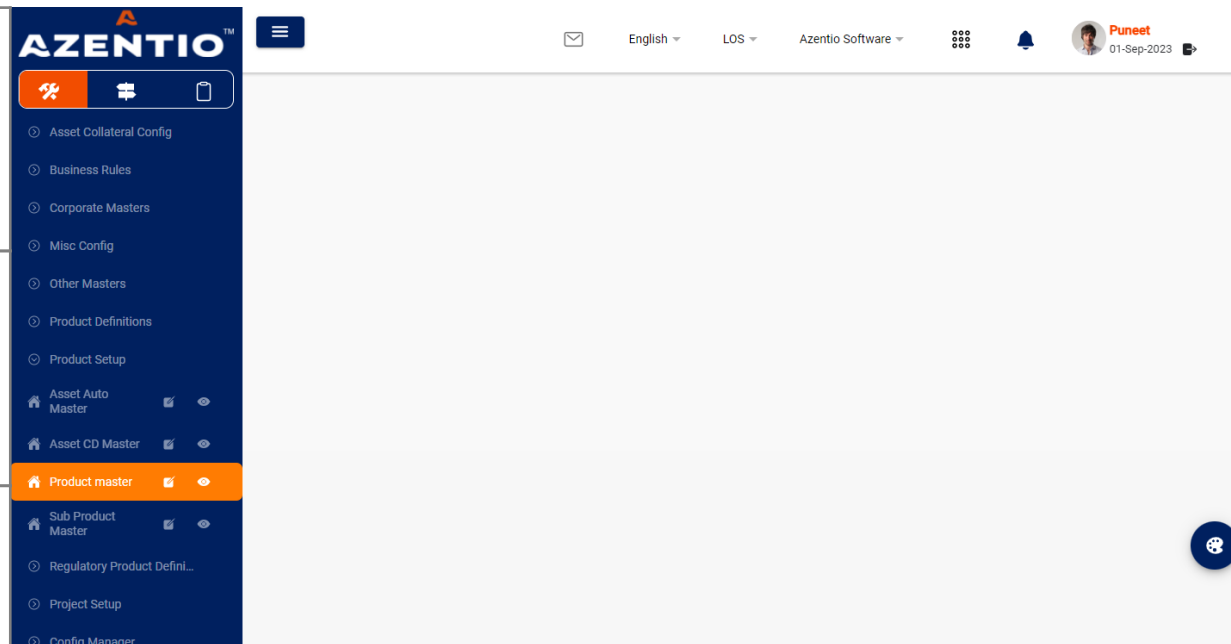 AZENTIO™
English
LOS
Azentio Software
Puneet
01-Sep-2023
Asset Collateral Config
Business Rules
Corporate Masters
Misc Config
Other Masters
Product Definitions
Product Setup
Asset Auto
Master
Asset CD Master
Product master
Sub Product
Master
Regulatory Product Defini...
Project Setup
Config Manager